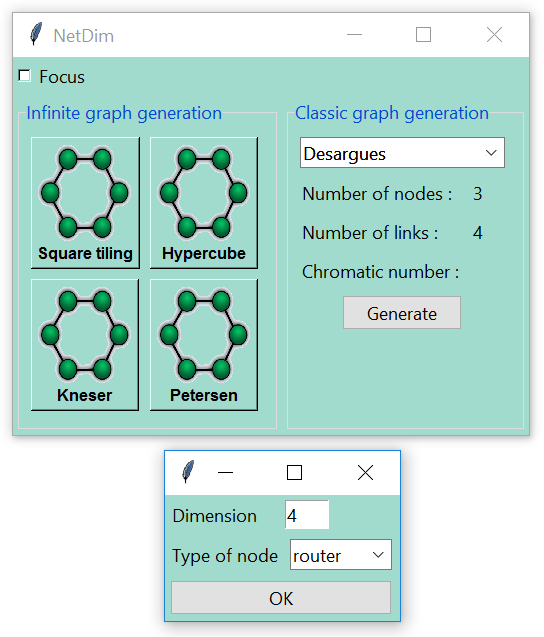 NetDim
Focus
Infinite graph generation
Square tiling
Hypercube
Kneser
Petersen
Classic graph generation
Desargues
Number of nodes : 3
Number of links : 4
Chromatic number :
Generate
Dimension 4
Type of node router
OK